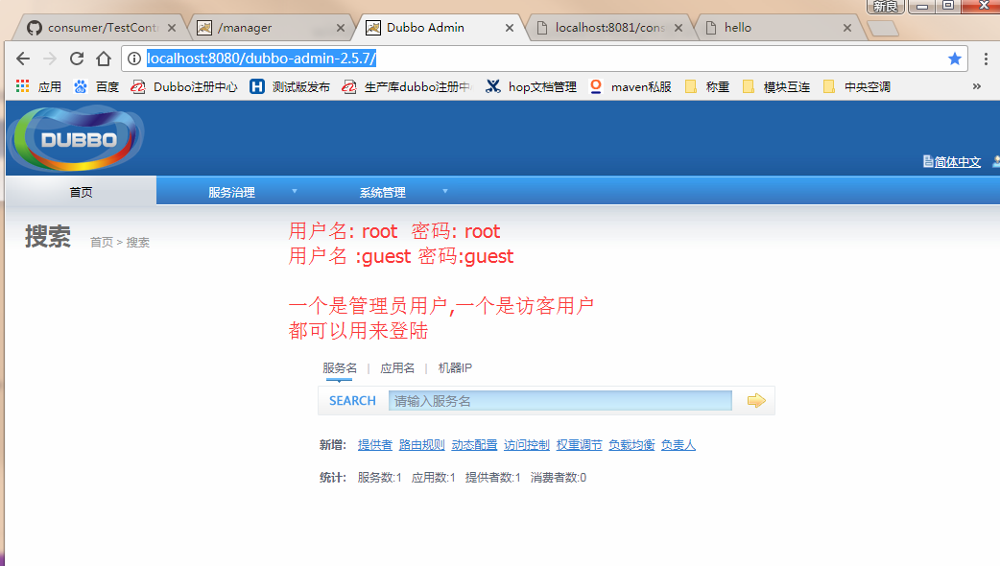 新良
consumer/TestCont
/manager
Dubbo Admin
localhost:8081/cons
hello
localhost:8080/dubbo-admin-2.5.7/
应用 百度 Dubbo注册中心 测试版发布 生产库dubbo注册中 hop文档管理 maven私服 称重 模块互连 中央空调 »
DUBBO
简体中文
首页 服务治理 系统管理
搜索 首页 > 搜索
用户名: root 密码: root
用户名 :guest 密码:guest
一个是管理员用户,一个是访客用户
都可以用来登陆
服务名 | 应用名 | 机器IP
SEARCH 请输入服务名
新增: 提供者 路由规则 动态配置 访问控制 权重调节 负载均衡 负责人
统计: 服务数:1 应用数:1 提供者数:1 消费者数:0